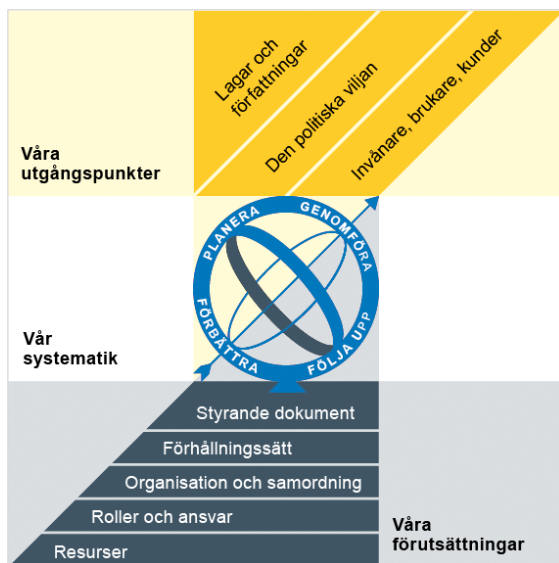 Lagar och
författningar
Den politiska viljan
Invånare, brukare, kunder
Våra
utgångspunkter
PLANERA
GENOMFÖRA
FÖRBÄTTRA
FÖLJA UPP
Vår
systematik
Styrande dokument
Förhållningssätt
Organisation och samordning
Roller och ansvar
Resurser
Våra
förutsättningar